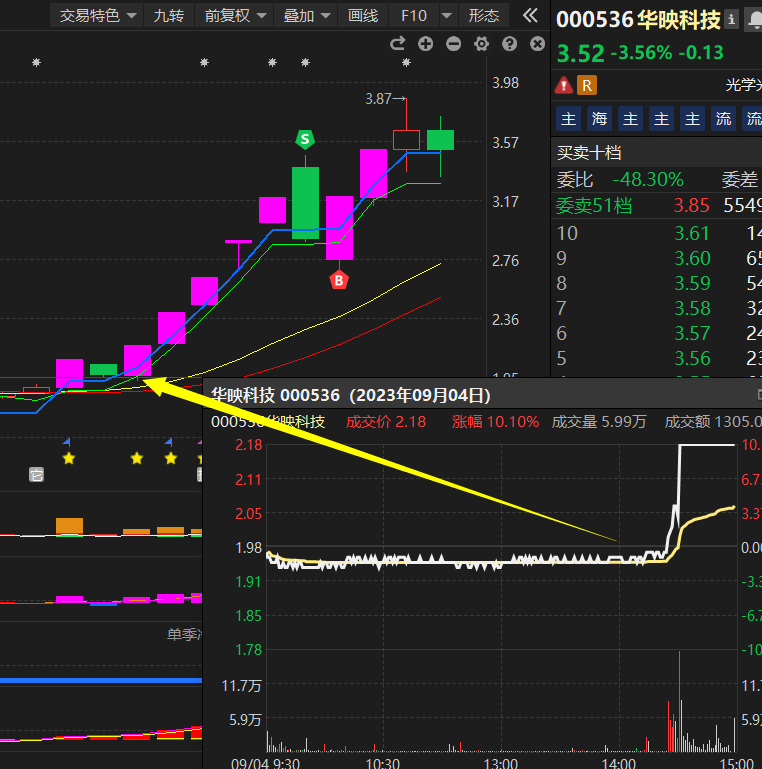 交易特色 九转 前复权 叠加 画线 F10 形态
000536 华映科技
3.52 -3.56% -0.13
R
主 海 主 主 主 流 流
买卖十档
委比 -48.30% 委差
委卖51档 3.85 5549
10 3.61 14
9 3.60 65
8 3.59 54
7 3.58 32
6 3.57 24
5 3.56 23
3.87→
3.98
3.57
3.17
2.76
2.36
S
B
华映科技 000536（2023年09月04日）
000536华映科技 成交价 2.18 涨幅 10.10% 成交量 5.99万 成交额 1305.0
2.18 10.
2.11 6.7
2.05 3.3
1.98 0.0
1.91 -3.3
1.85 -6.7
1.78 -10
11.7万 11.7
5.9万 5.9万
09/04 9:30 10:30 13:00 14:00 15:00
单季